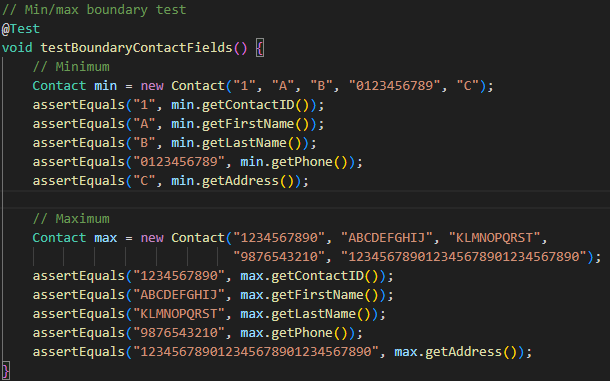 // Min/max boundary test
@Test
void testBoundaryContactFields() {
// Minimum
Contact min = new Contact("1", "A", "B", "0123456789", "C");
assertEquals("1", min.getContactID());
assertEquals("A", min.getFirstName());
assertEquals("B", min.getLastName());
assertEquals("0123456789", min.getPhone());
assertEquals("C", min.getAddress());
// Maximum
Contact max = new Contact("1234567890", "ABCDEFGHIJ", "KLMNOPQRST",
"9876543210", "123456789012345678901234567890");
assertEquals("1234567890", max.getContactID());
assertEquals("ABCDEFGHIJ", max.getFirstName());
assertEquals("KLMNOPQRST", max.getLastName());
assertEquals("9876543210", max.getPhone());
assertEquals("123456789012345678901234567890", max.getAddress());
}